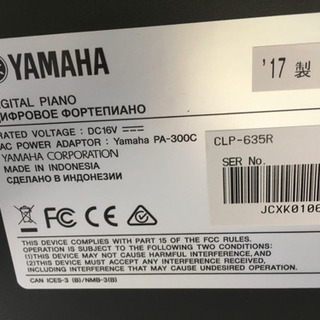 YAMAHA
'17 製
DIGITAL PIANO
ЦИФРОВОЕ ФОРТЕПИАНО
RATED VOLTAGE : DC16V
AC POWER ADAPTOR : Yamaha PA-300C
YAMAHA CORPORATION
MADE IN INDONESIA
СДЕЛАНО В ИНДОНЕЗИИ
CLP-635R
SER No.
JCXK0106
FC
EAC
THIS DEVICE COMPLIES WITH PART 15 OF THE FCC RULES.
OPERATION IS SUBJECT TO THE FOLLOWING TWO CONDITIONS:
(1)THIS DEVICE MAY NOT CAUSE HARMFUL INTERFERENCE, AND
(2)THIS DEVICE MUST ACCEPT ANY INTERFERENCE RECEIVED,
INCLUDING INTERFERENCE THAT MAY CAUSE UNDESIRED
CAN ICES-3 (B)/NMB-3(B)